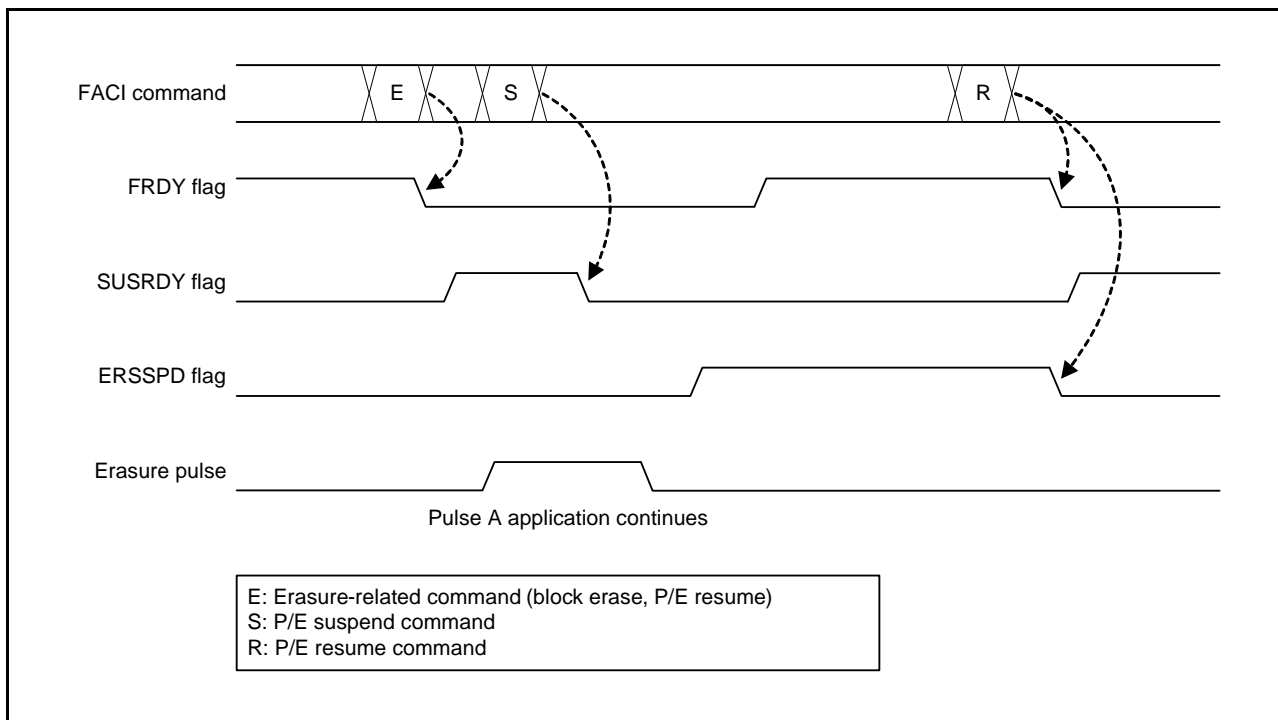 FACI command
E
S
R
FRDY flag
SUSRDY flag
ERSSPD flag
Erasure pulse
Pulse A application continues
E: Erasure-related command (block erase, P/E resume)
S: P/E suspend command
R: P/E resume command